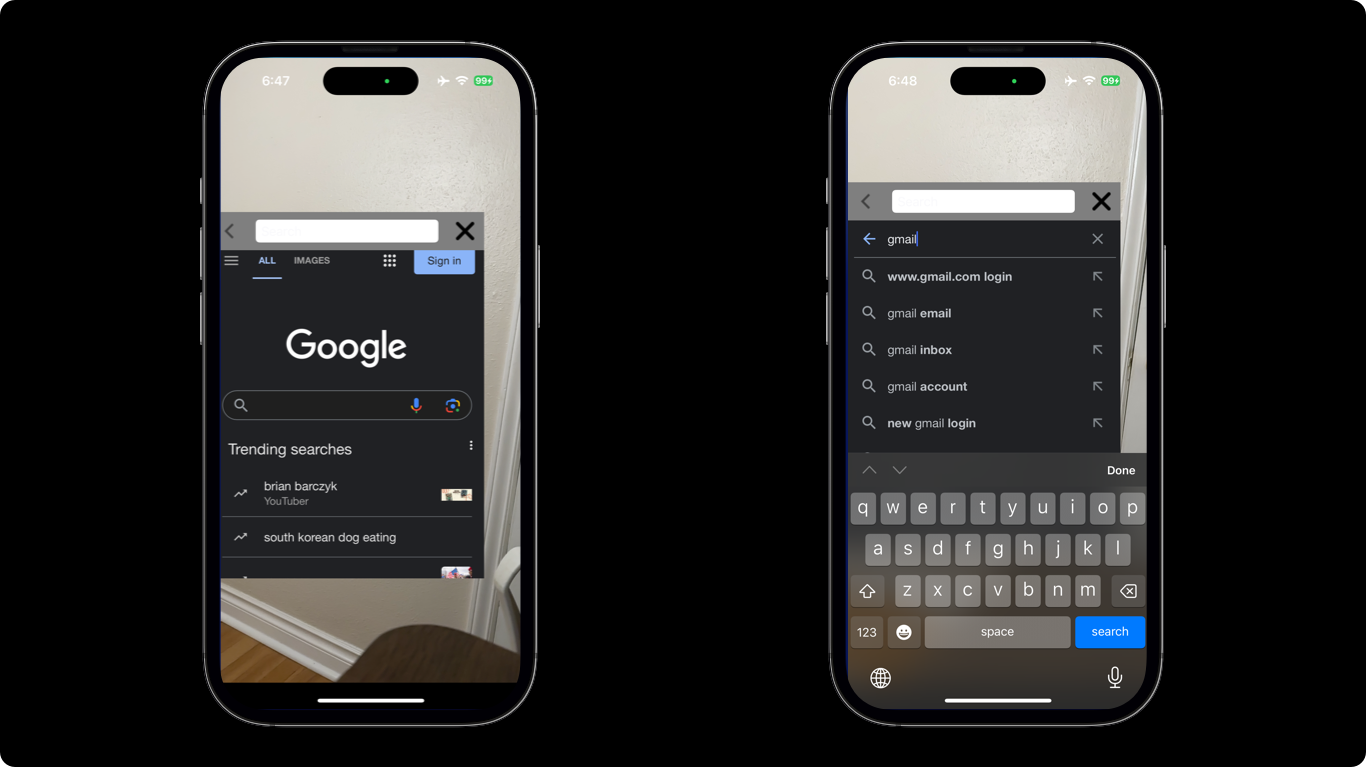 6:47
99
Search
ALL
IMAGES
Sign in
Google
Trending searches
brian barczyk
YouTuber
south korean dog eating
6:48
99
Search
gmail
www.gmail.com login
gmail email
gmail inbox
gmail account
new gmail login
Done
q w e r t y u i o p
a s d f g h j k l
z x c v b n m
123
space
search